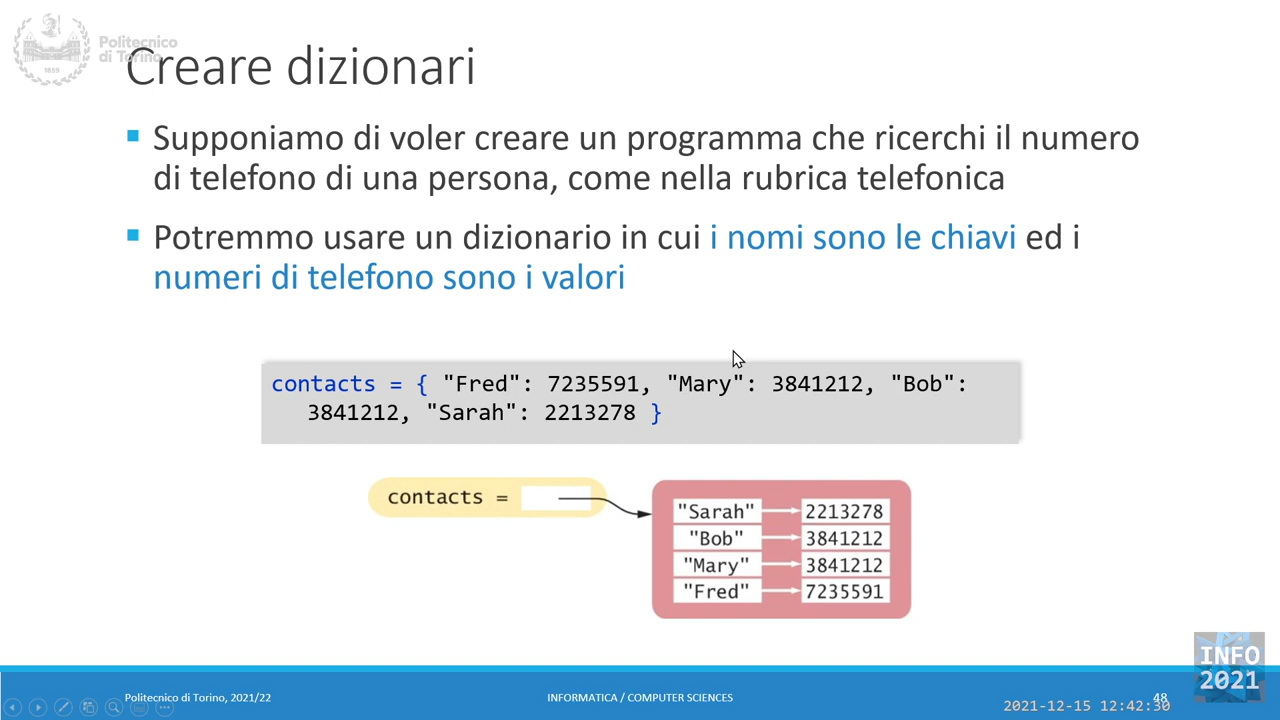 Politecnico
di Torino
1859
Creare dizionari
Supponiamo di voler creare un programma che ricerchi il numero
di telefono di una persona, come nella rubrica telefonica
Potremmo usare un dizionario in cui i nomi sono le chiavi ed i
numeri di telefono sono i valori
contacts = { "Fred": 7235591, "Mary": 3841212, "Bob":
3841212, "Sarah": 2213278 }
contacts =
"Sarah" 2213278
"Bob" 3841212
"Mary" 3841212
"Fred" 7235591
INFO
2021
Politecnico di Torino, 2021/22
INFORMATICA / COMPUTER SCIENCES
48
2021-12-15 12:42:30